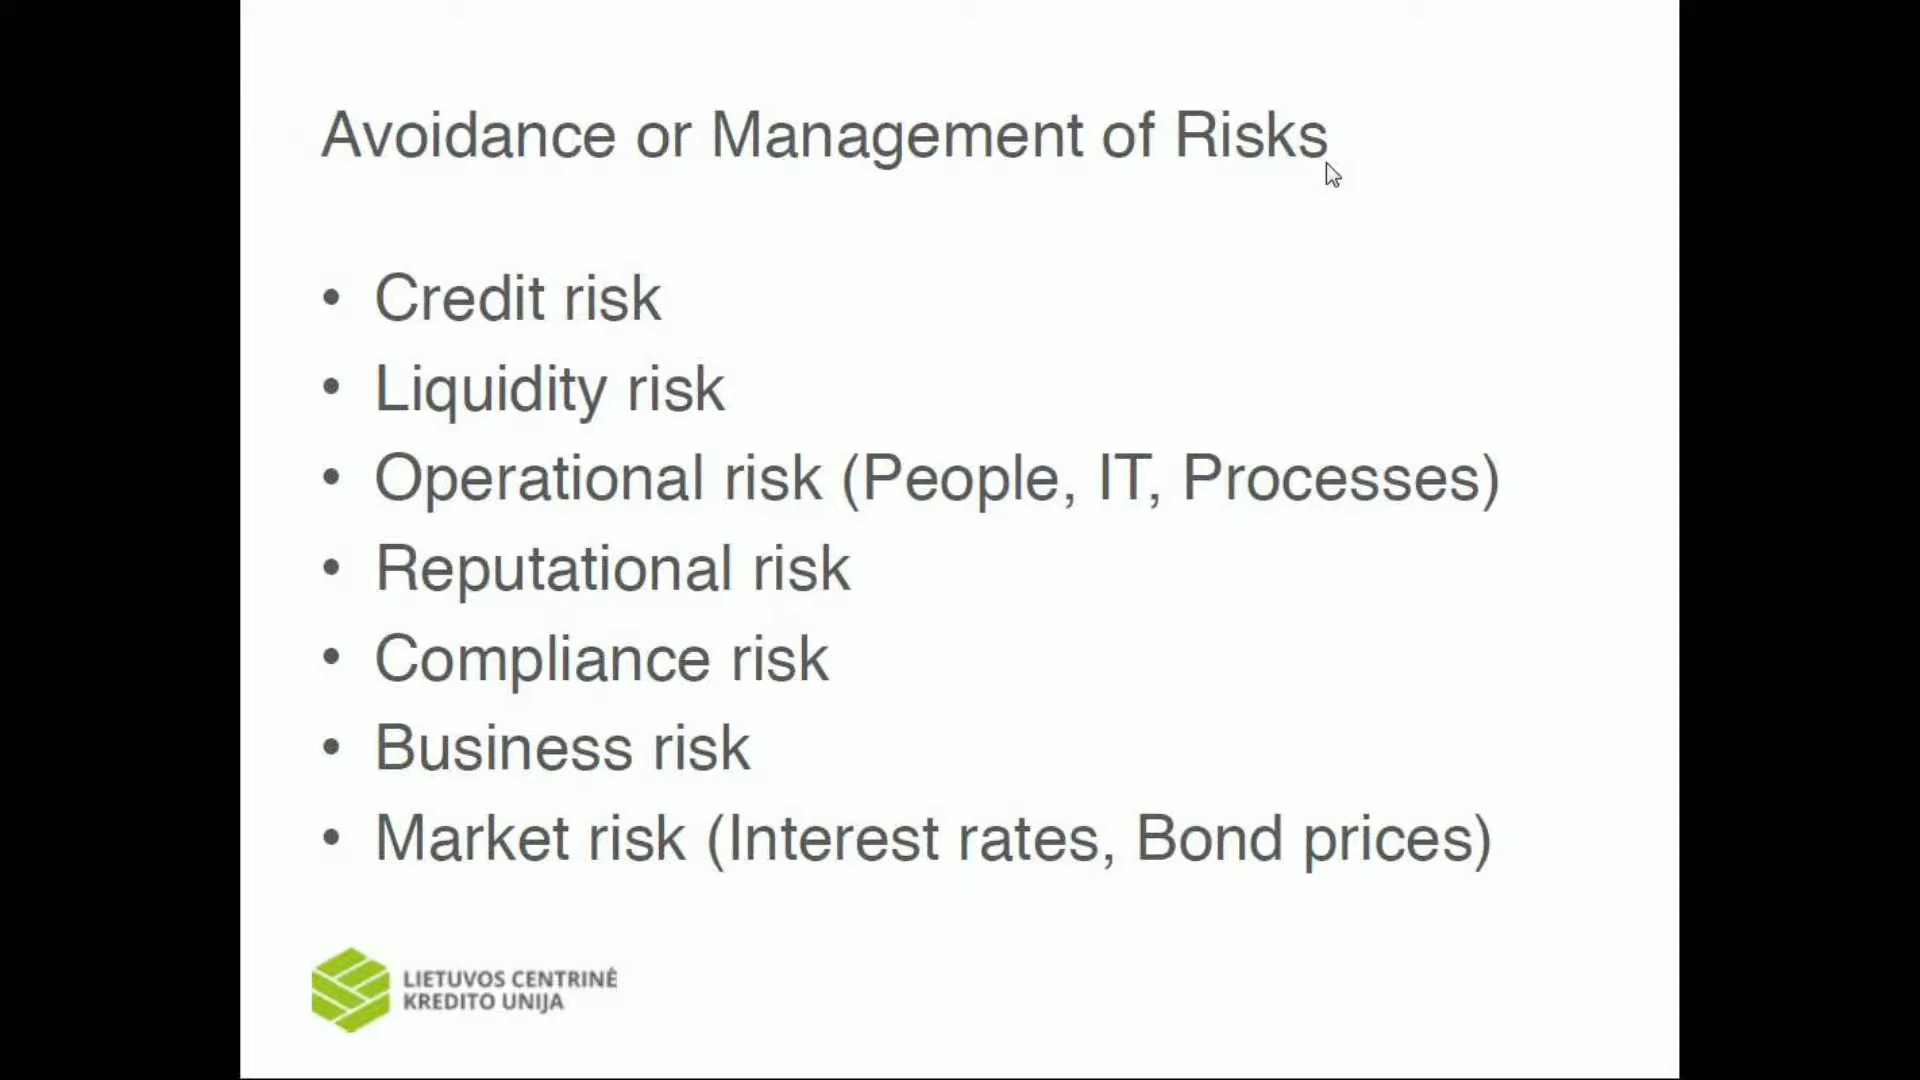 Avoidance or Management of Risks
• Credit risk
• Liquidity risk
• Operational risk (People, IT, Processes)
• Reputational risk
• Compliance risk
• Business risk
• Market risk (Interest rates, Bond prices)
LIETUVOS CENTRINĖ
KREDITO UNIJA